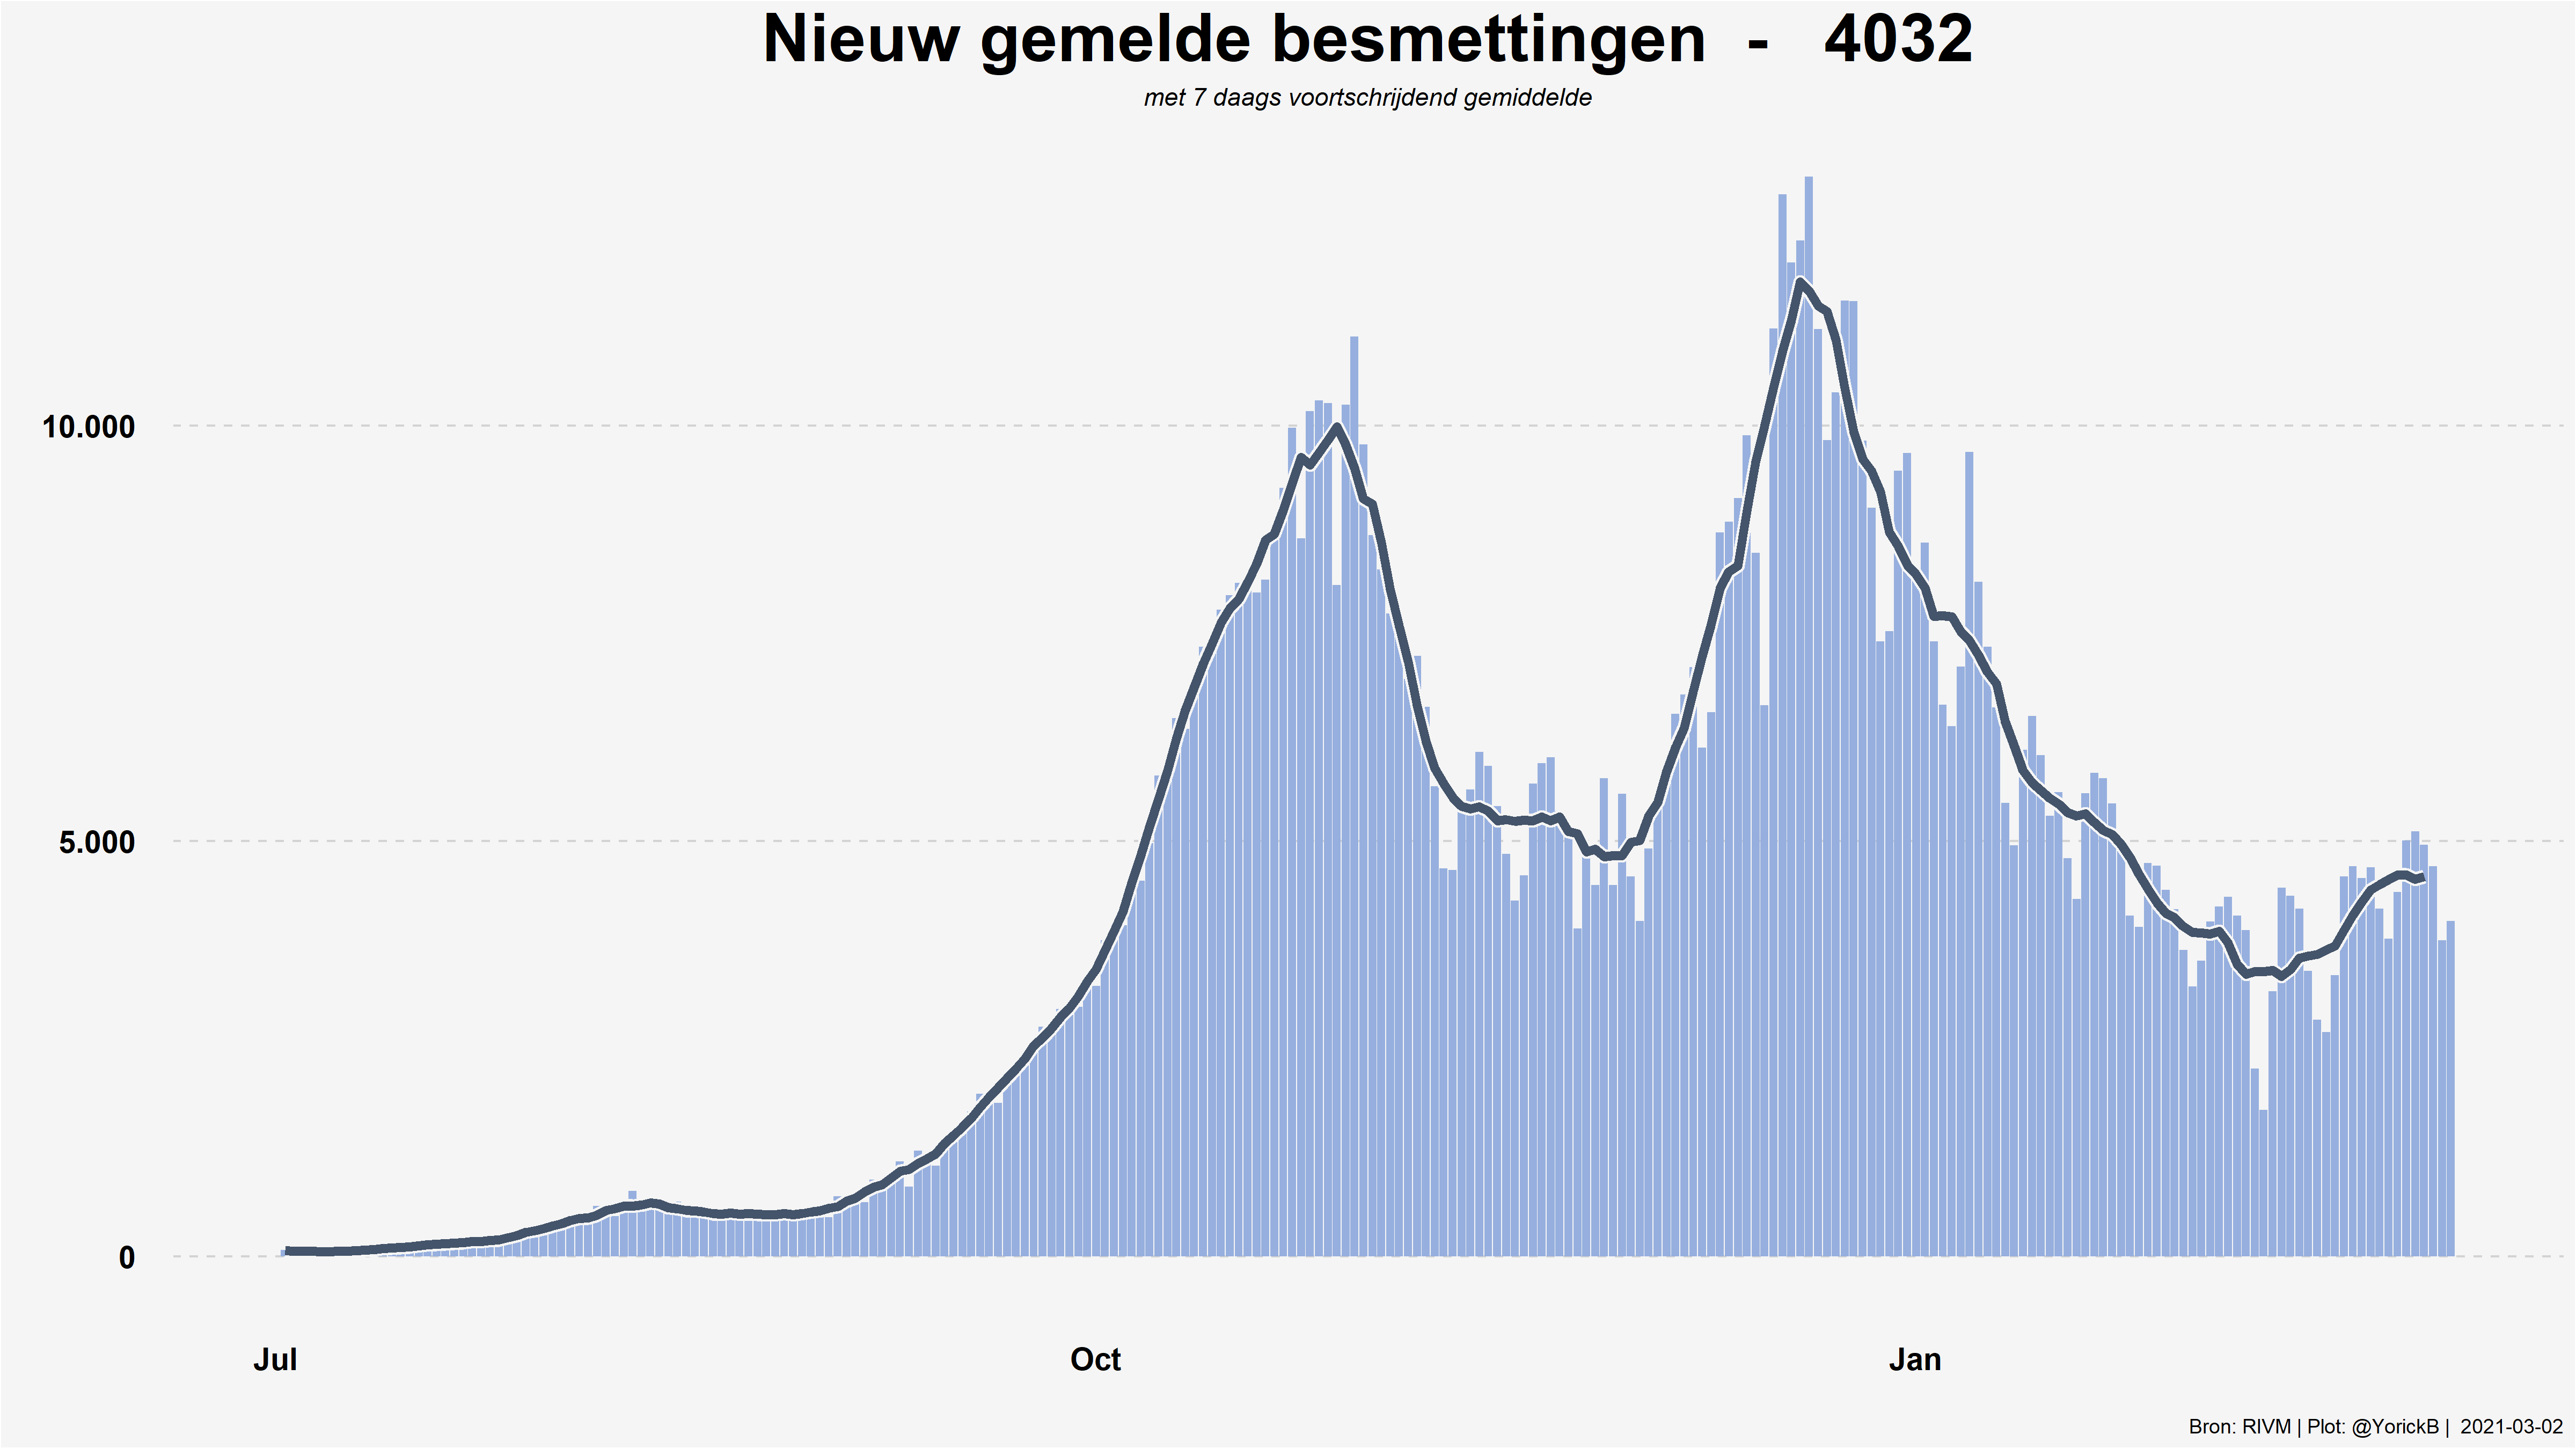 Nieuw gemelde besmettingen - 4032
met 7 daags voortschrijdend gemiddelde
10.000
5.000
0
Jul Oct Jan
Bron: RIVM | Plot: @YorickB | 2021-03-02